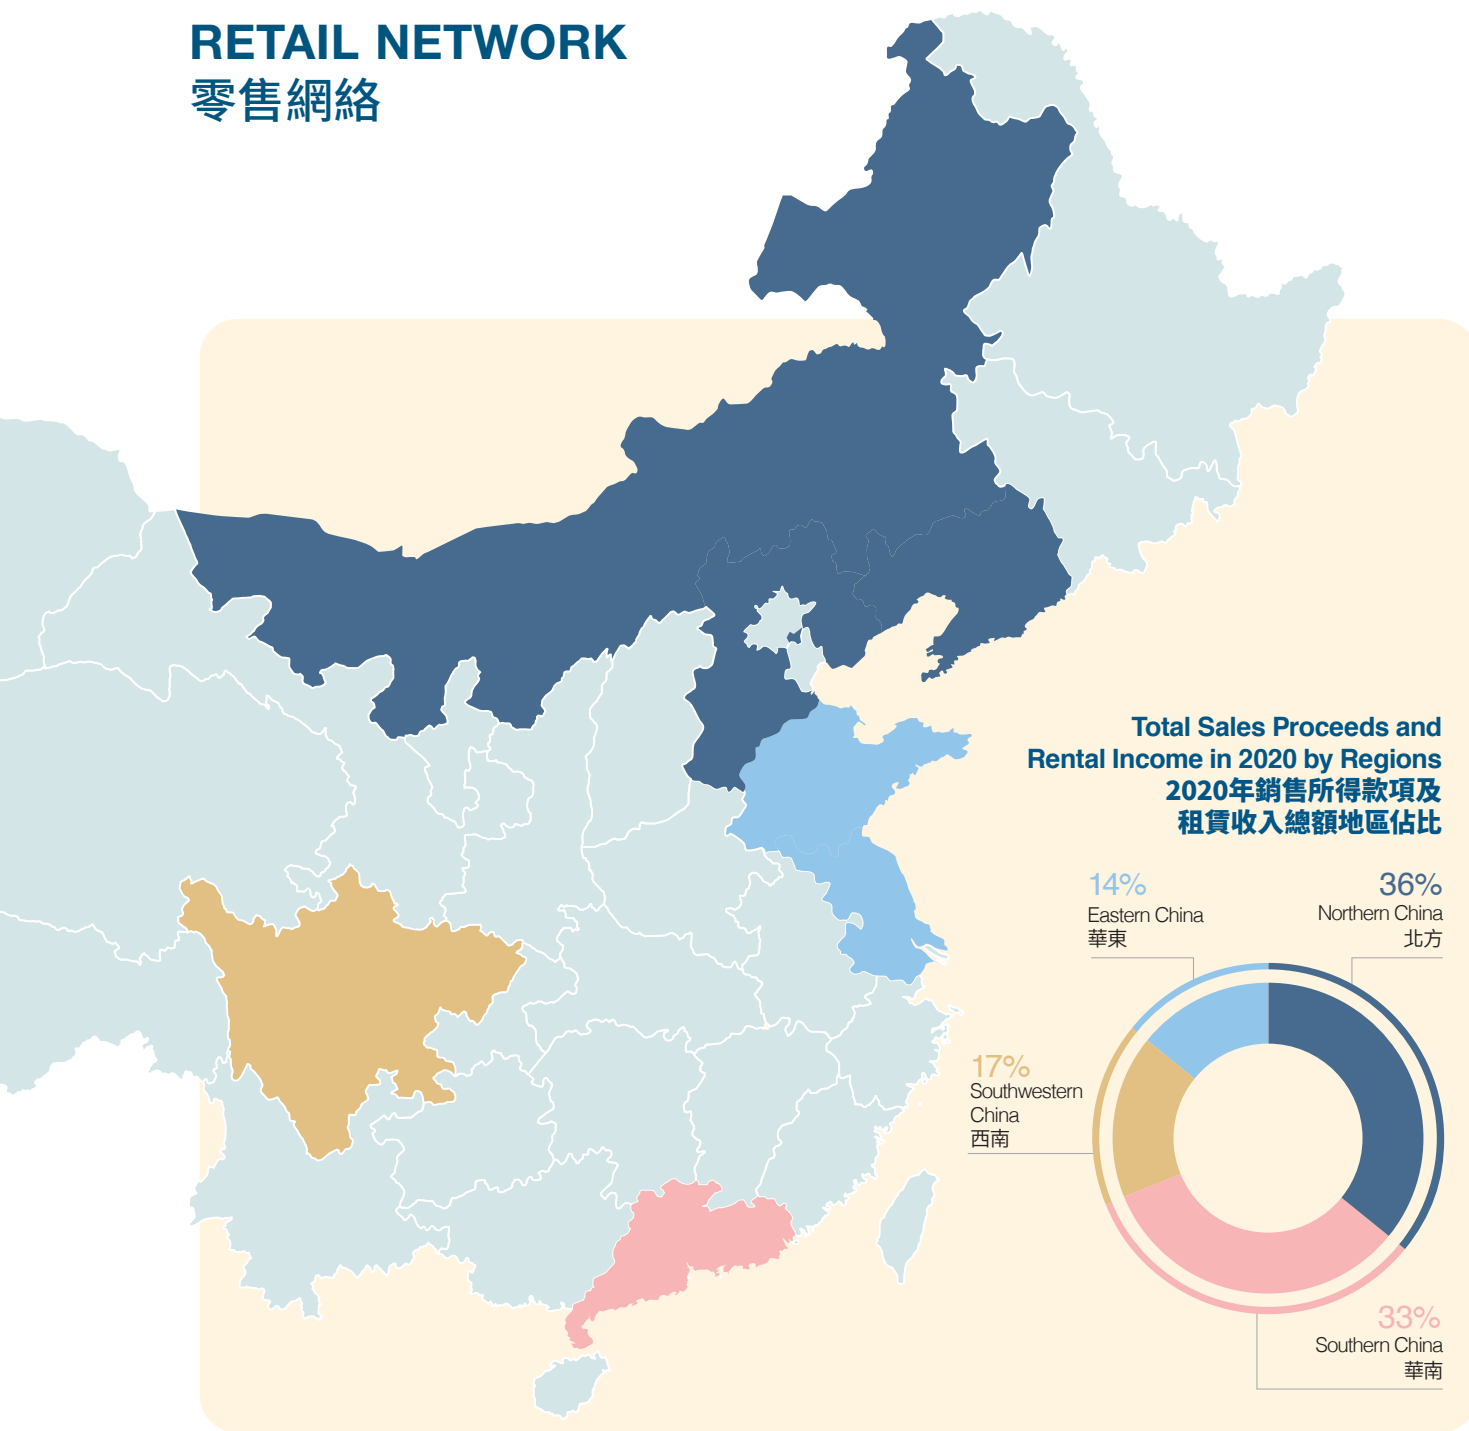 RETAIL NETWORK
零售網絡
Total Sales Proceeds and
Rental Income in 2020 by Regions
2020年銷售所得款項及
租賃收入總額地區佔比
14%
Eastern China
華東
36%
Northern China
北方
17%
Southwestern
China
西南
33%
Southern China
華南